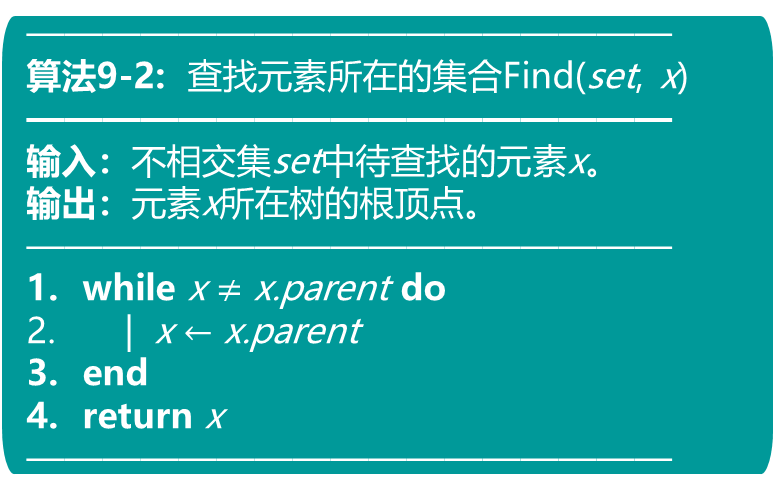 算法9-2：查找元素所在的集合Find(set, x)
输入：不相交集set中待查找的元素x。
输出：元素x所在树的根顶点。
1. while x ≠ x.parent do
2. | x ← x.parent
3. end
4. return x